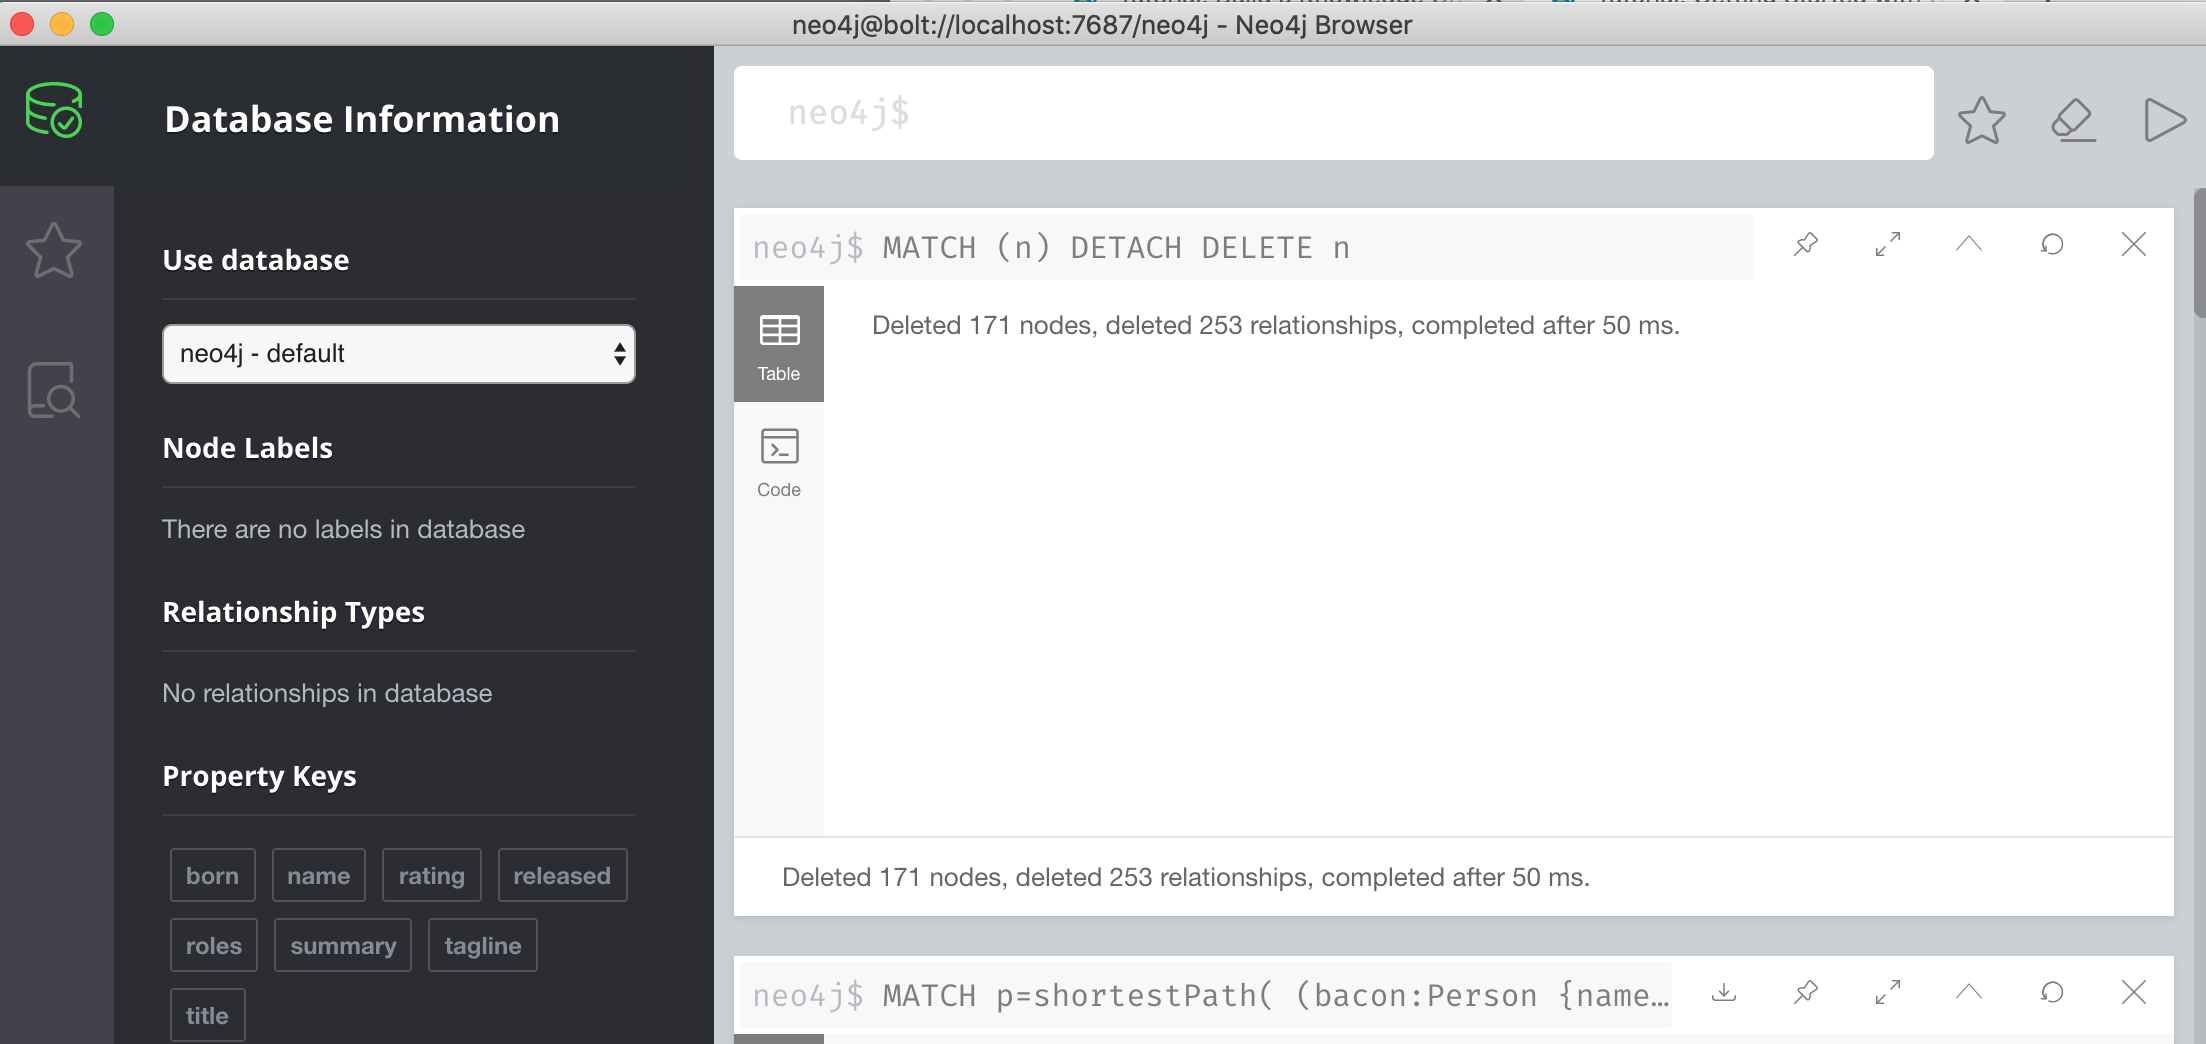 neo4j@bolt://localhost:7687/neo4j - Neo4j Browser
Database Information
Use database
neo4j - default
Node Labels
There are no labels in database
Relationship Types
No relationships in database
Property Keys
born name rating released
roles summary tagline
title
neo4j$
neo4j$ MATCH (n) DETACH DELETE n
Table
Code
Deleted 171 nodes, deleted 253 relationships, completed after 50 ms.
Deleted 171 nodes, deleted 253 relationships, completed after 50 ms.
neo4j$ MATCH p=shortestPath( (bacon:Person {name…